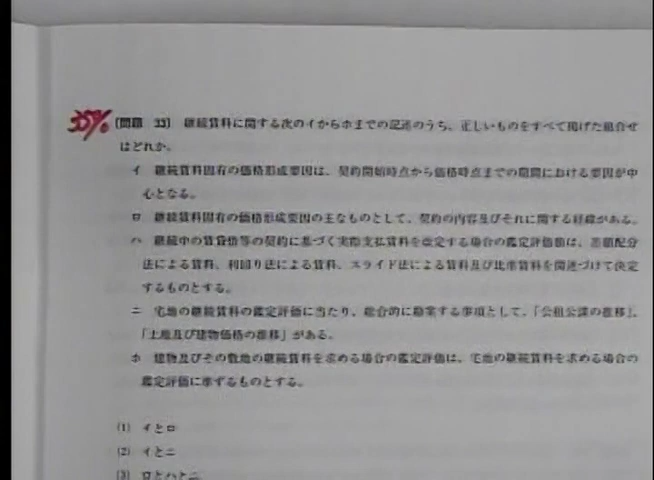 35%
〔問題 33〕 継続賃料に関する次のイからホまでの記述のうち、正しいものをすべて掲げた組合せ
はどれか。
イ 継続賃料固有の価格形成要因は、契約開始時点から価格時点までの期間における要因が中
心となる。
ロ 継続賃料固有の価格形成要因の主なものとして、契約の内容及びそれに関する経緯がある。
ハ 継続中の賃貸借等の契約に基づく実際支払賃料を改定する場合の鑑定評価額は、差額配分
法による賃料、利回り法による賃料、スライド法による賃料及び比準賃料を関連づけて決定
するものとする。
ニ 宅地の継続賃料の鑑定評価に当たり、総合的に勘案する事項として、「公租公課の推移」、
「土地及び建物価格の推移」がある。
ホ 建物及びその敷地の継続賃料を求める場合の鑑定評価は、宅地の継続賃料を求める場合の
鑑定評価に準ずるものとする。
(1) イとロ
(2) イとニ
(3) ロとハとニ